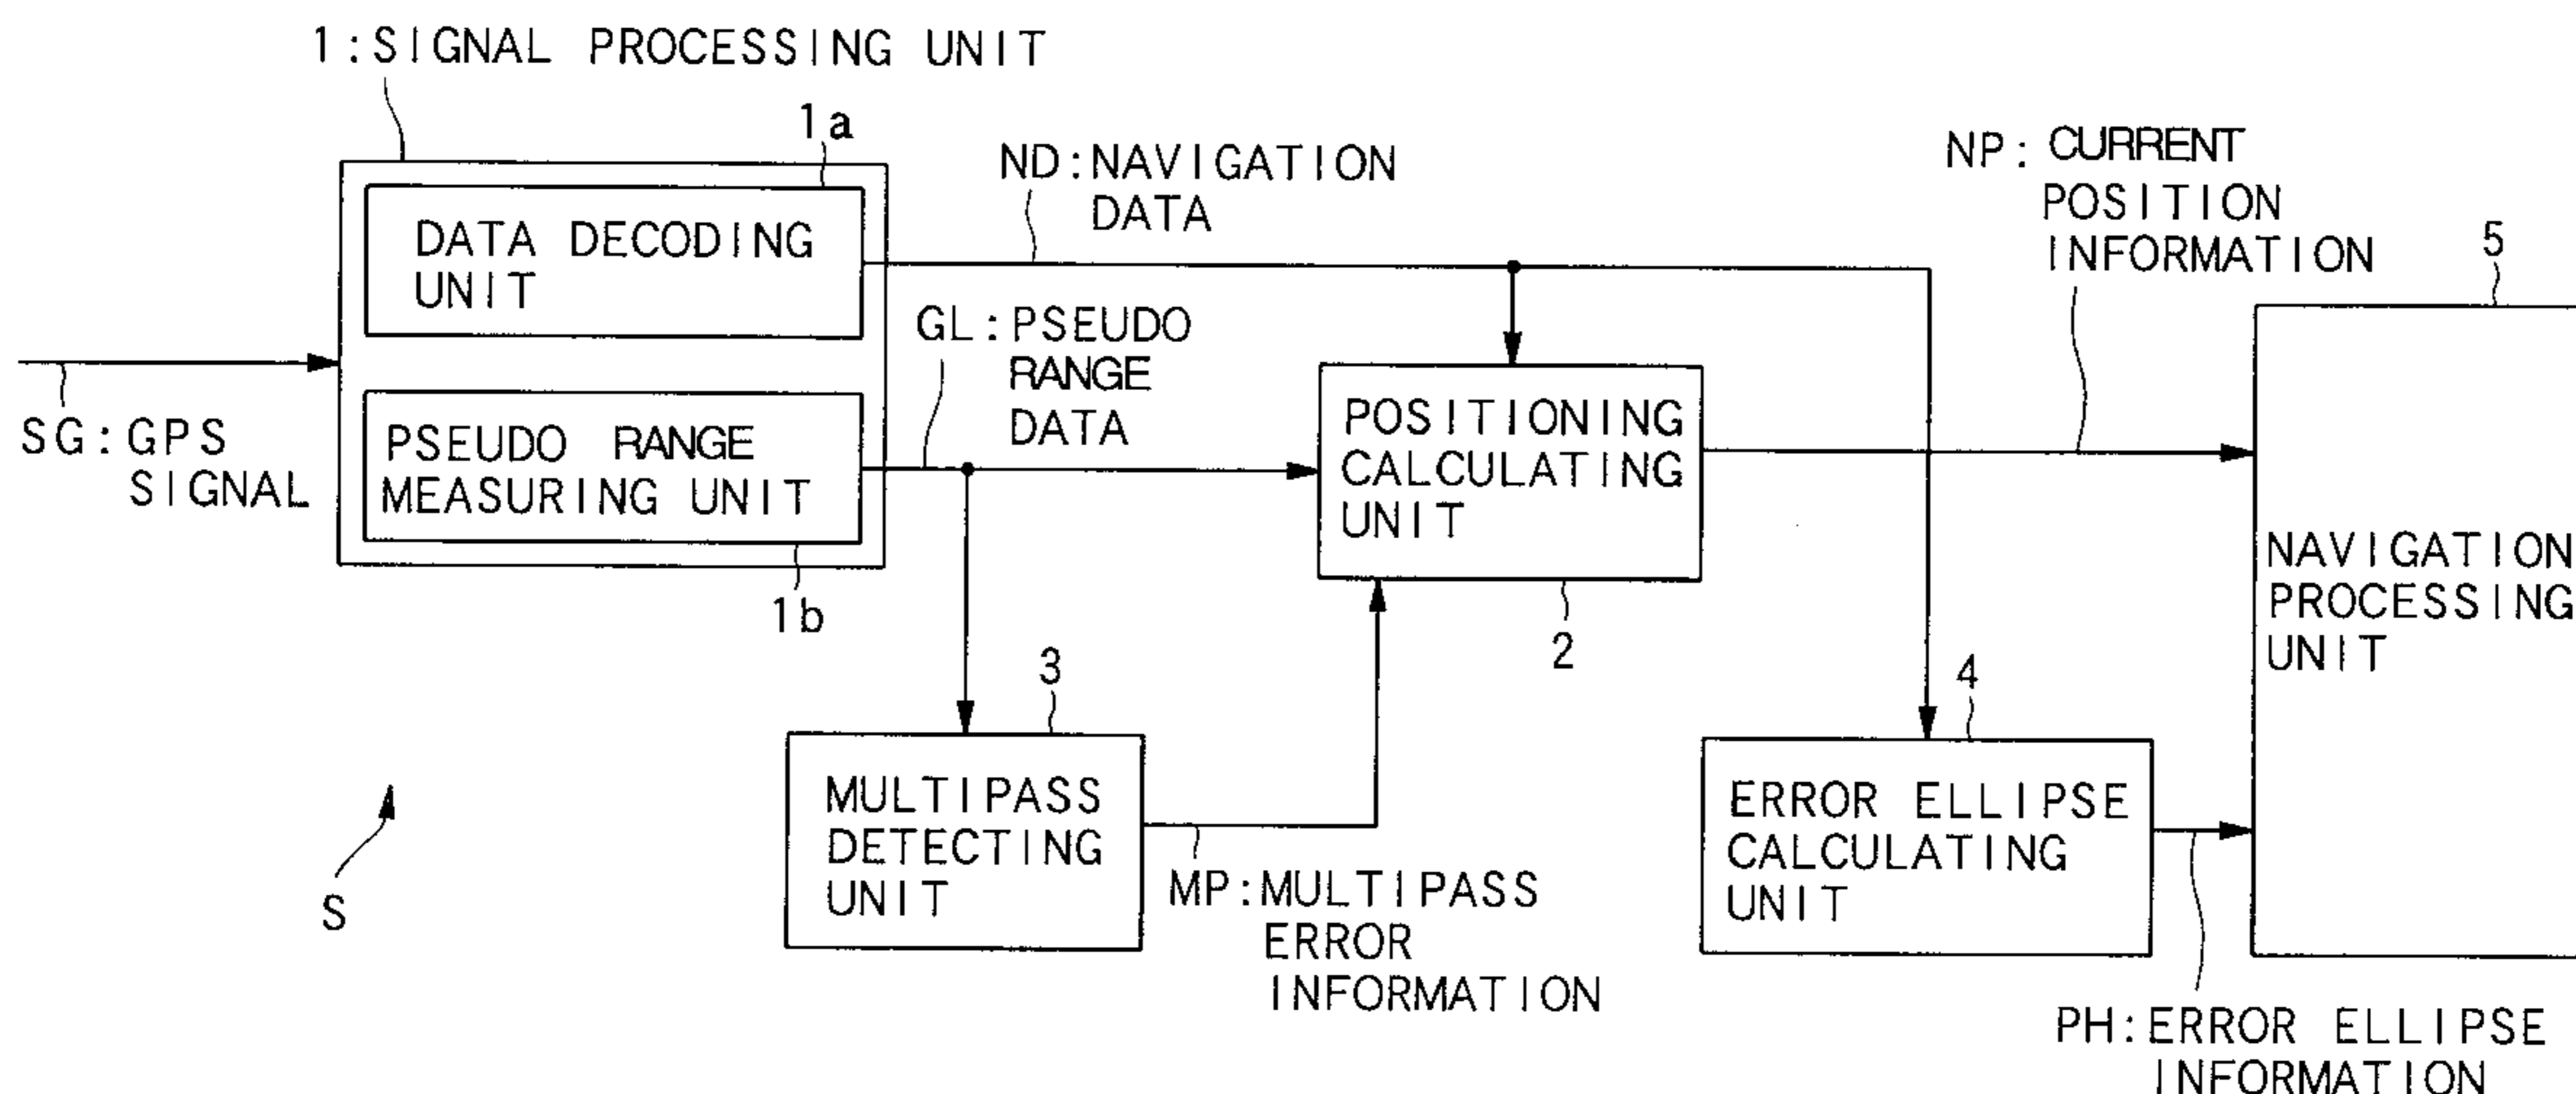 1:SIGNAL PROCESSING UNIT
1a
DATA DECODING
UNIT
ND:NAVIGATION
DATA
NP: CURRENT
POSITION
INFORMATION
5
GL:PSEUDO
RANGE
DATA
SG:GPS
SIGNAL
PSEUDO RANGE
MEASURING UNIT
1b
POSITIONING
CALCULATING
UNIT
2
NAVIGATION
PROCESSING
UNIT
3
MULTIPASS
DETECTING
UNIT
4
ERROR ELLIPSE
CALCULATING
UNIT
S
MP:MULTIPASS
ERROR
INFORMATION
PH:ERROR ELLIPSE
INFORMATION